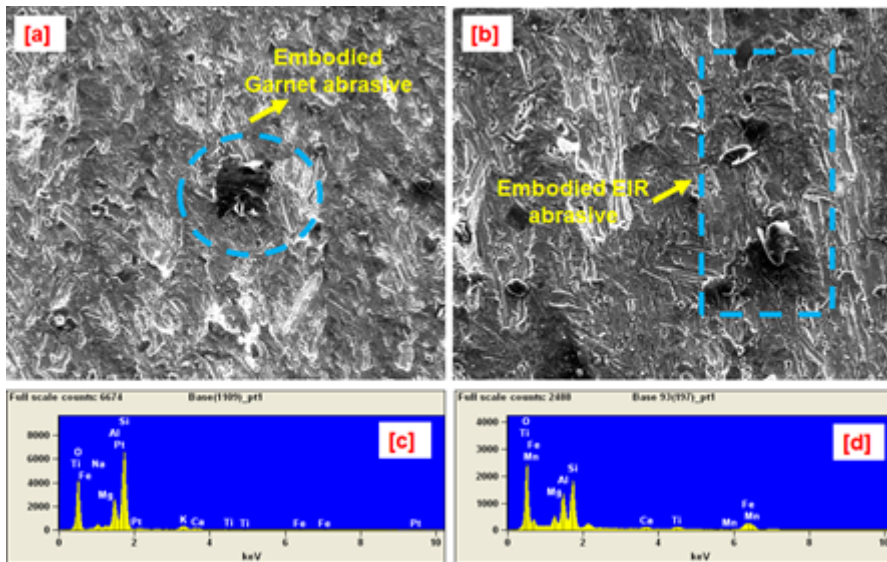 [a]
Embodied
Garnet abrasive
[b]
Embodied EIR
abrasive
Full scale counts: 6674 Base(1109)_pt1
[c]
8000
6000
4000
2000
0
O
Ti
Fe
Na
Mg
Si
Al
Pt
Pt
K
Ca
Ti
Ti
Fe
Fe
Pt
0 2 4 6 8 10
keV
Full scale counts: 2488 Base 93(197)_pt1
[d]
4000
3000
2000
1000
0
O
Ti
Fe
Mn
Mg
Al
Si
Ca
Ti
Mn
Fe
Mn
0 2 4 6 8 10
keV